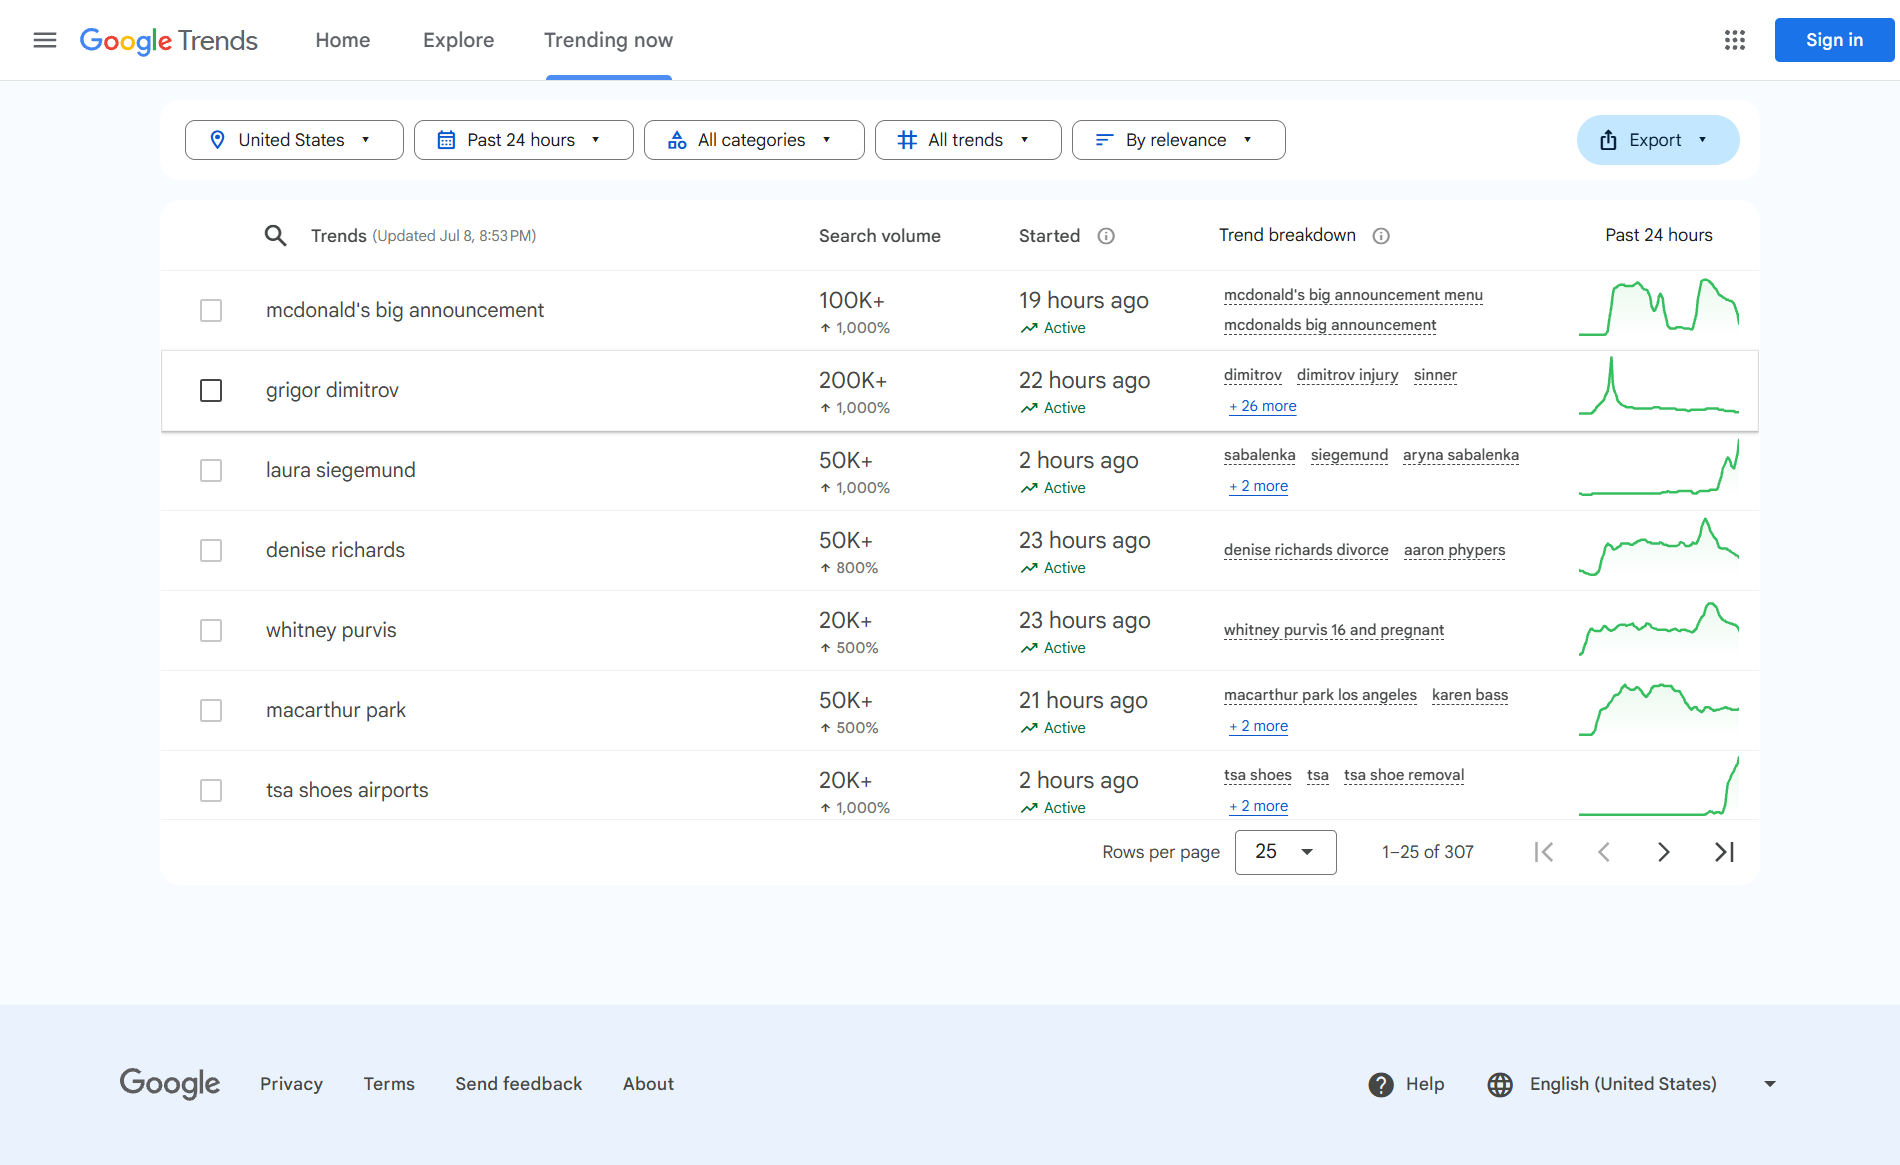 Google Trends Home Explore Trending now Sign in
United States Past 24 hours All categories All trends By relevance Export
Trends (Updated Jul 8, 8:53 PM) Search volume Started Trend breakdown Past 24 hours
mcdonald's big announcement 100K+ 19 hours ago mcdonald's big announcement menu
1,000% Active mcdonalds big announcement
grigor dimitrov 200K+ 22 hours ago dimitrov dimitrov injury sinner
1,000% Active + 26 more
laura siegemund 50K+ 2 hours ago sabalenka siegemund aryna sabalenka
1,000% Active + 2 more
denise richards 50K+ 23 hours ago denise richards divorce aaron phypers
800% Active
whitney purvis 20K+ 23 hours ago whitney purvis 16 and pregnant
500% Active
macarthur park 50K+ 21 hours ago macarthur park los angeles karen bass
500% Active + 2 more
tsa shoes airports 20K+ 2 hours ago tsa shoes tsa tsa shoe removal
1,000% Active + 2 more
Rows per page 25 1–25 of 307
Google Privacy Terms Send feedback About Help English (United States)